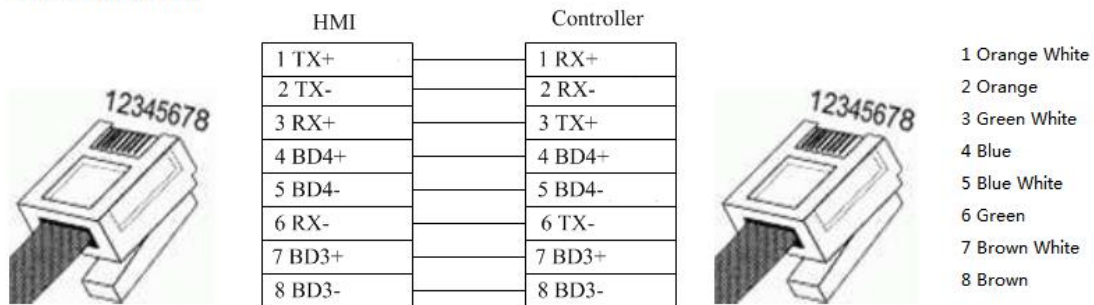 HMI
Controller
1 TX+ 1 RX+
2 TX- 2 RX-
3 RX+ 3 TX+
4 BD4+ 4 BD4+
5 BD4- 5 BD4-
6 RX- 6 TX-
7 BD3+ 7 BD3+
8 BD3- 8 BD3-
12345678
12345678
1 Orange White
2 Orange
3 Green White
4 Blue
5 Blue White
6 Green
7 Brown White
8 Brown